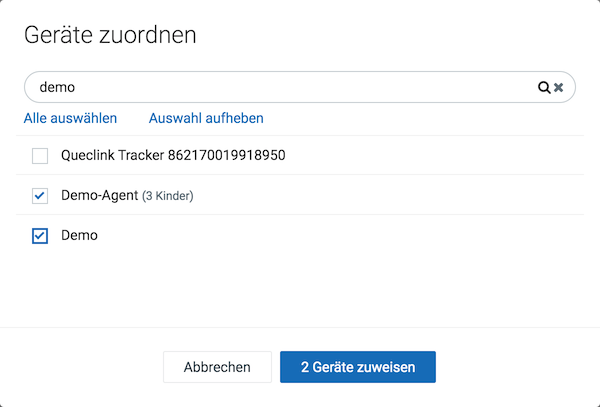 Geräte zuordnen
demo
Alle auswählen Auswahl aufheben
Queclink Tracker 862170019918950
Demo-Agent (3 Kinder)
Demo
Abbrechen 2 Geräte zuweisen